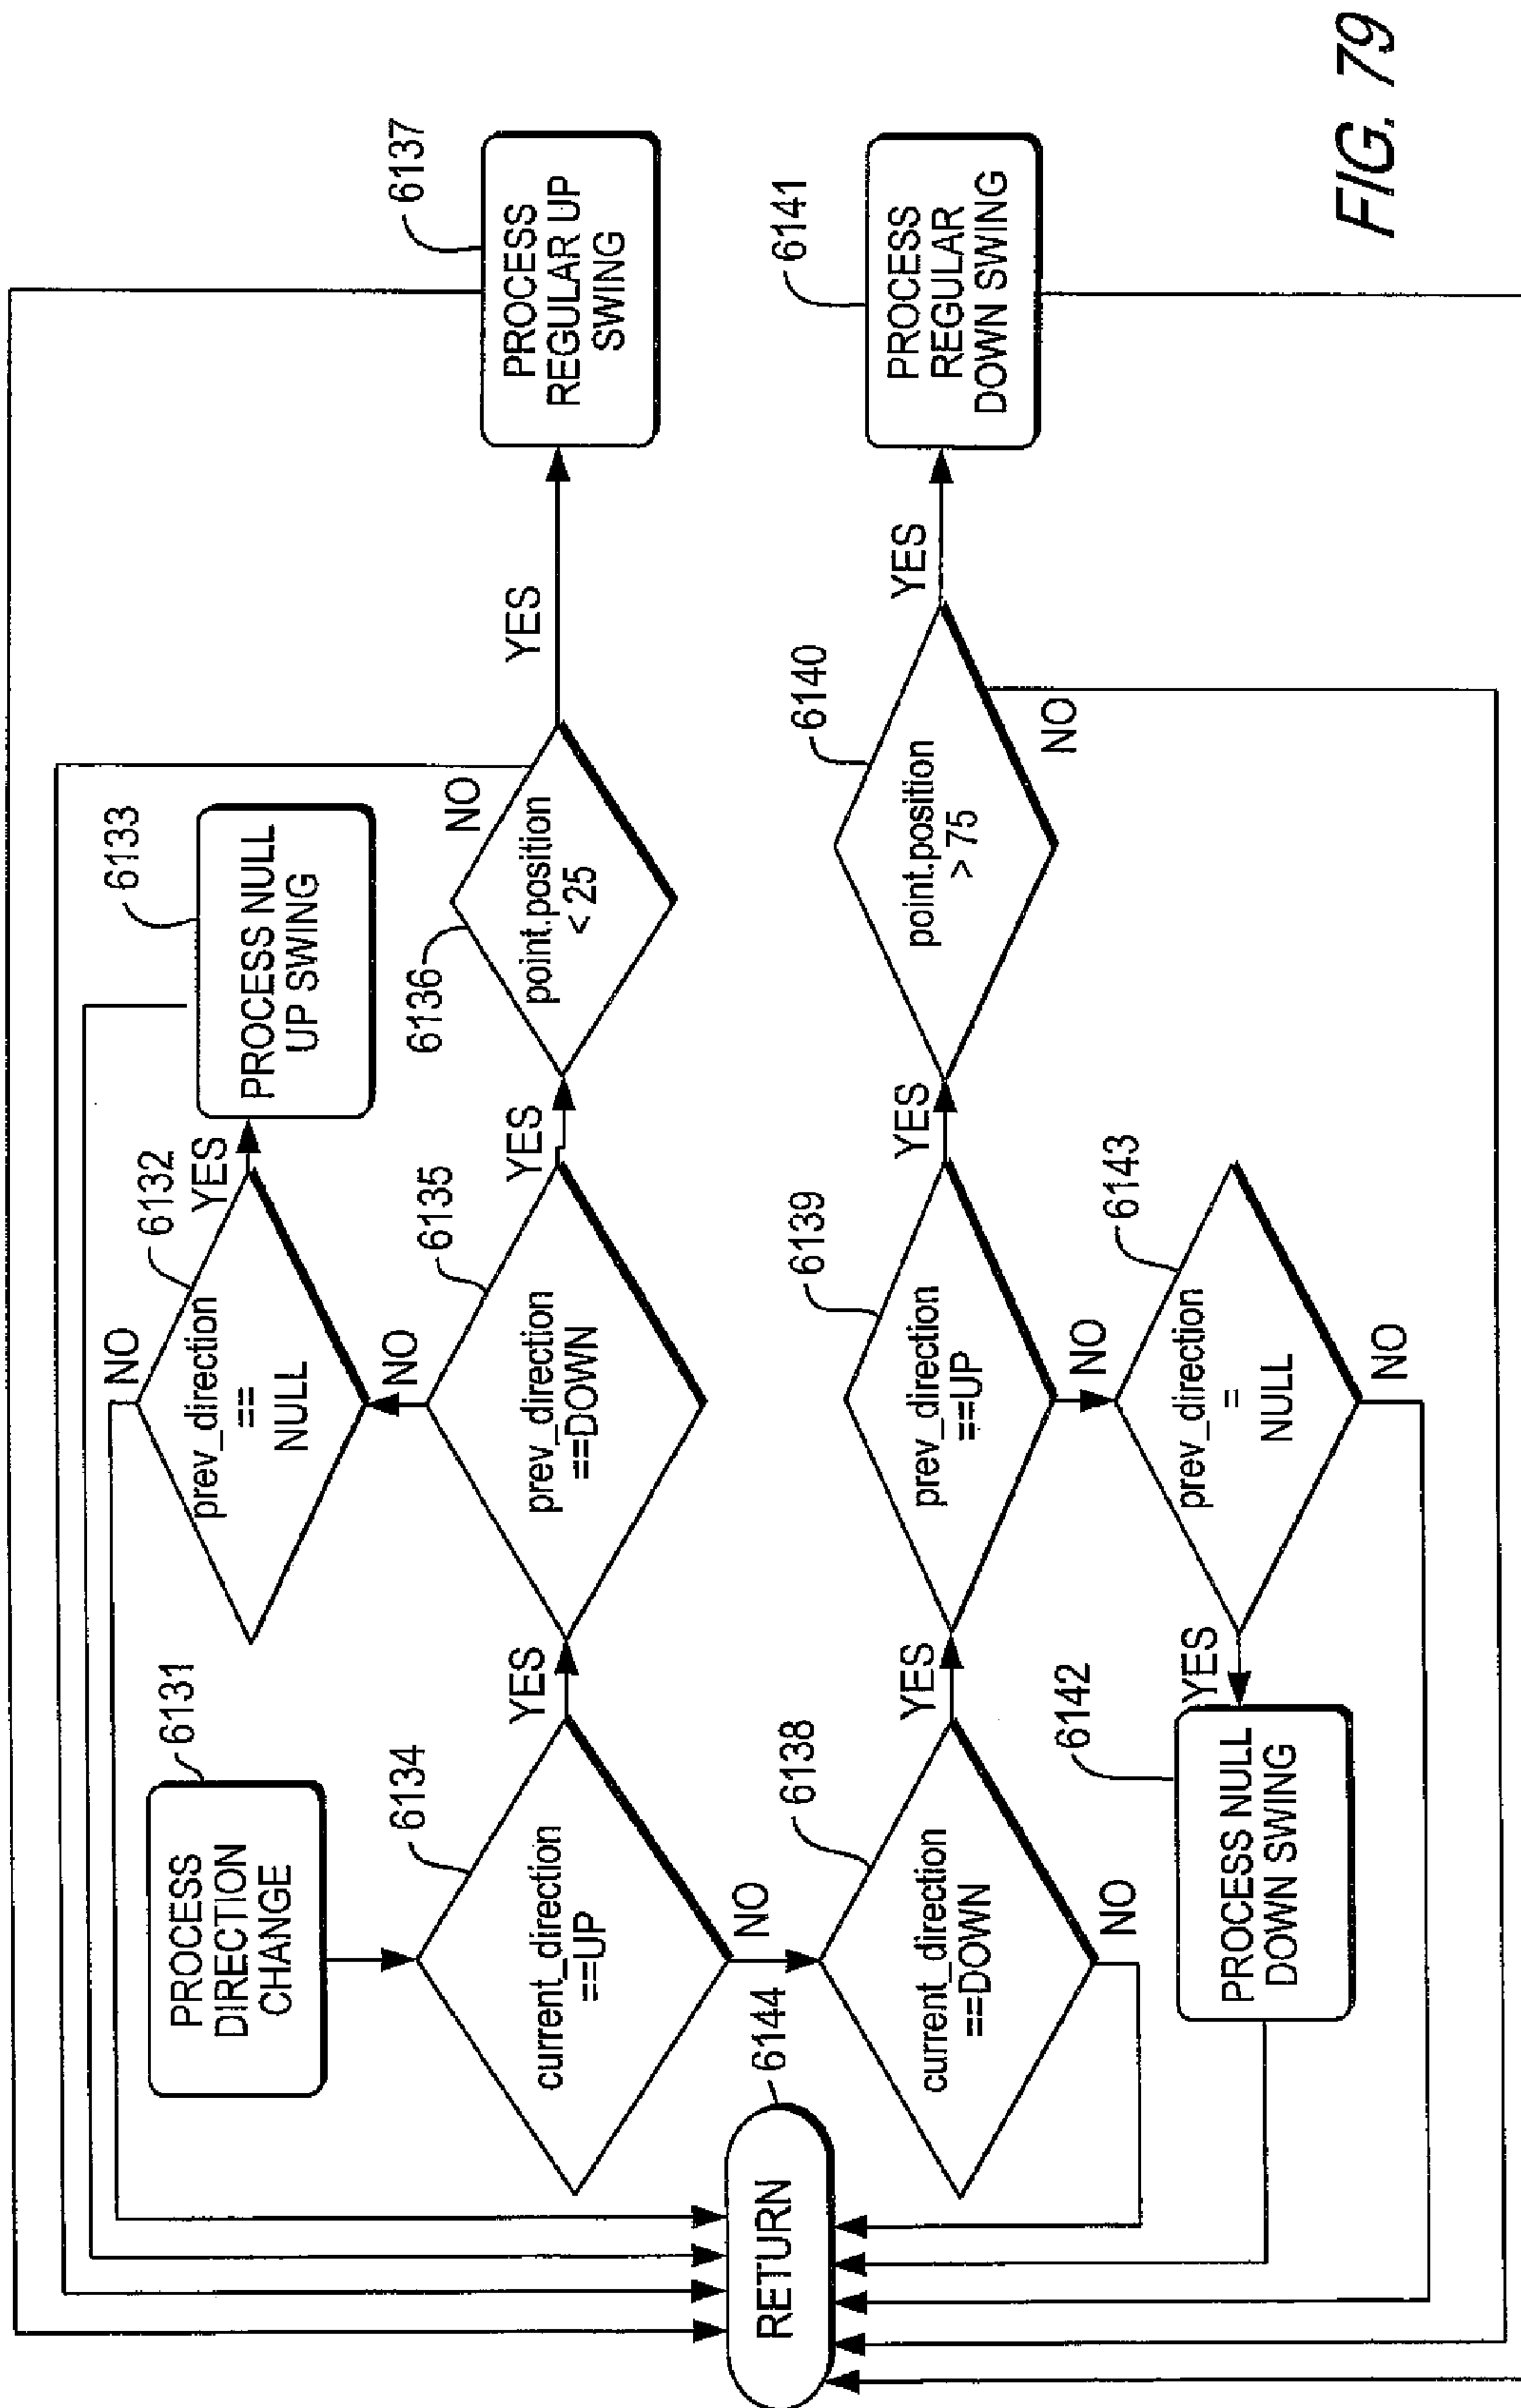 PROCESS
DIRECTION
CHANGE
6131
prev_direction
==
NULL
6132
NO
YES
PROCESS NULL
UP SWING
6133
current_direction
==UP
6134
YES
NO
prev_direction
==DOWN
6135
NO
YES
point.position
< 25
6136
NO
YES
PROCESS
REGULAR UP
SWING
6137
RETURN
6144
current_direction
==DOWN
6138
YES
NO
prev_direction
==UP
6139
YES
NO
point.position
> 75
6140
YES
NO
PROCESS
REGULAR
DOWN SWING
6141
PROCESS NULL
DOWN SWING
6142
YES
prev_direction
=
NULL
6143
NO
FIG. 79